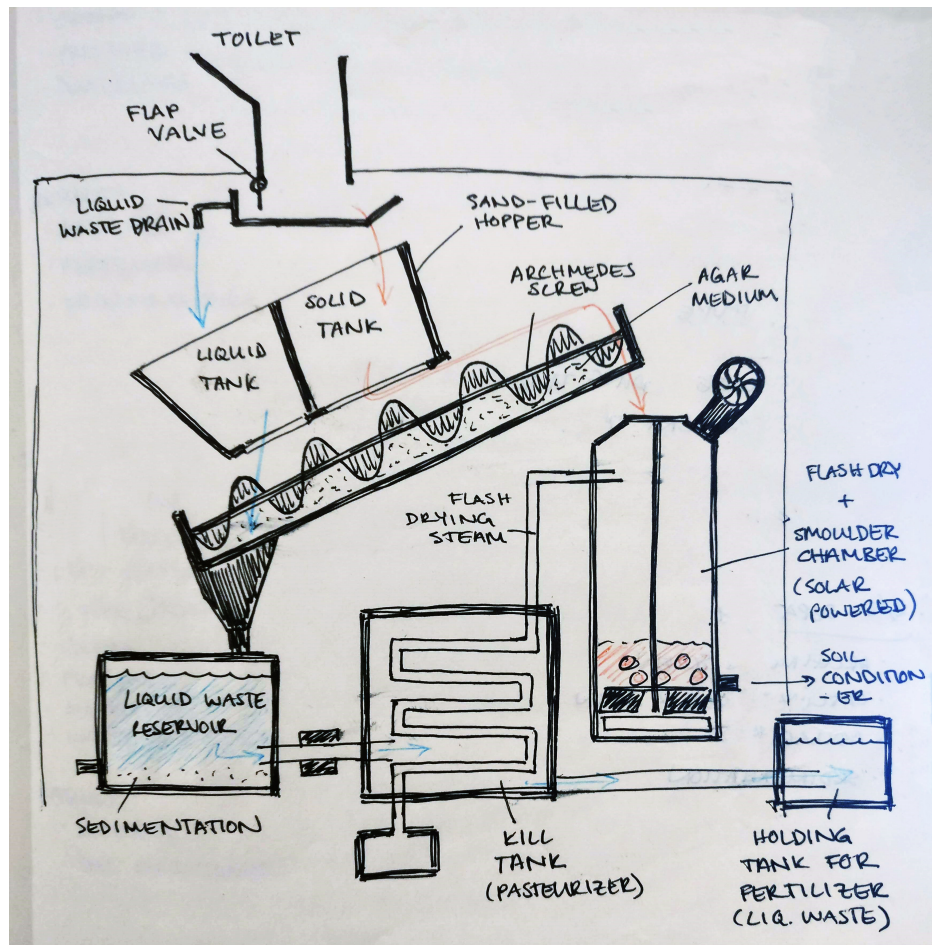 TOILET
FLAP
VALVE
LIQUID
WASTE DRAIN
SAND-FILLED
HOPPER
ARCHMEDES
SCREN
AGAR
MEDIUM
SOLID
TANK
LIQUID
TANK
FLASH
DRYING
STEAM
FLASH DRY
+
SMOULDER
CHAMBER
(SOLAR
POWERED)
SOIL
CONDITION
-ER
LIQUID WASTE
RESERVOIR
SEDIMENTATION
KILL
TANK
(PASTEURIZER)
HOLDING
TANK FOR
FERTILIZER
(LIQ. WASTE)